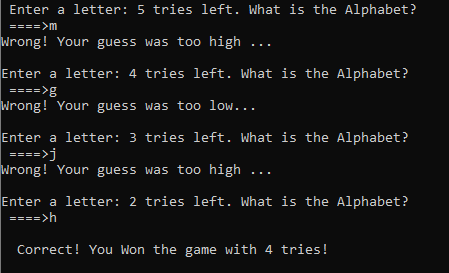 Enter a letter: 5 tries left. What is the Alphabet?
====>m
Wrong! Your guess was too high ...
Enter a letter: 4 tries left. What is the Alphabet?
====>g
Wrong! Your guess was too low...
Enter a letter: 3 tries left. What is the Alphabet?
====>j
Wrong! Your guess was too high ...
Enter a letter: 2 tries left. What is the Alphabet?
====>h
Correct! You Won the game with 4 tries!